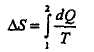 ΔS = ∫₁² dQ/T